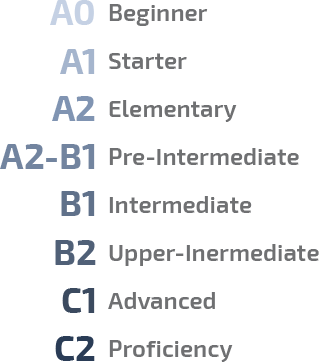 A0 Beginner
A1 Starter
A2 Elementary
A2-B1 Pre-Intermediate
B1 Intermediate
B2 Upper-Inermediate
C1 Advanced
C2 Proficiency